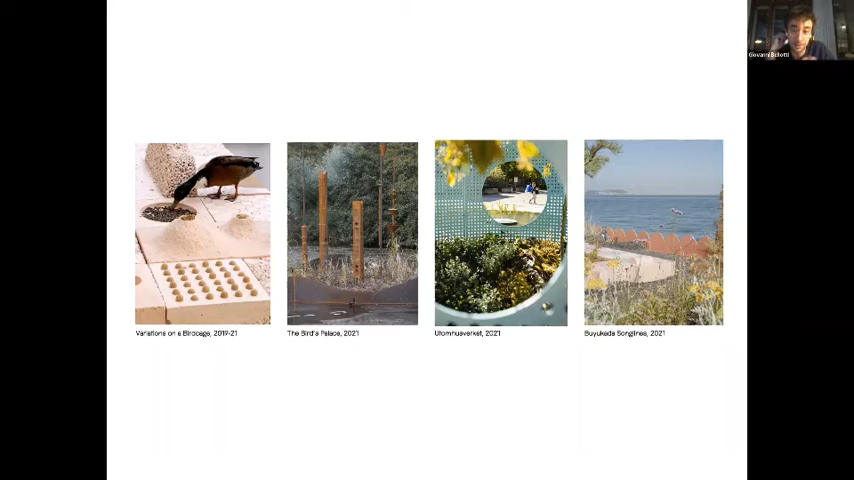 Giovanni Bellotti
Variations on a Birdcage, 2019-21
The Bird's Palace, 2021
Utomhusverket, 2021
Buyukada Songlines, 2021